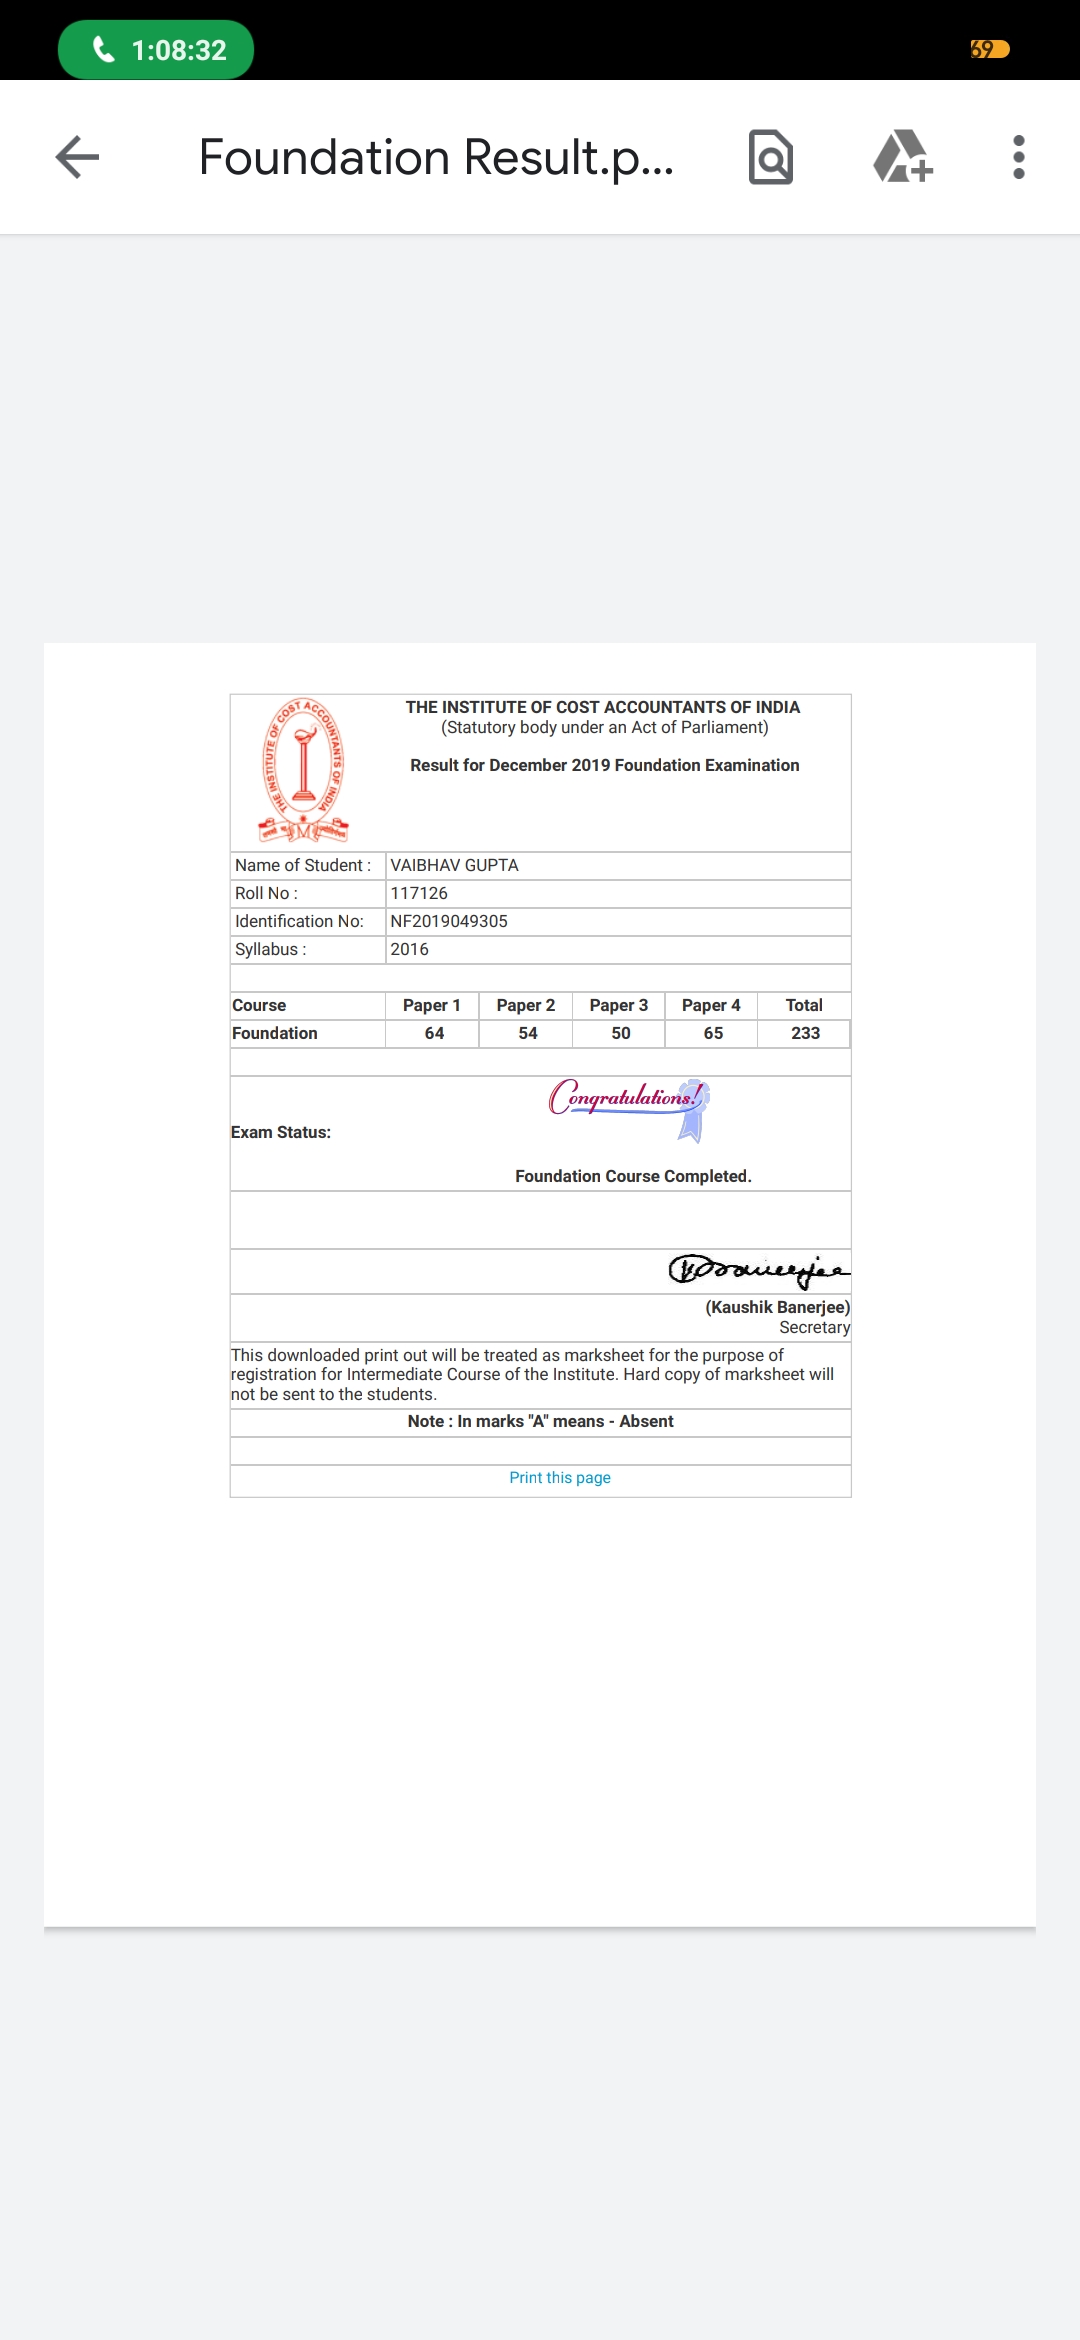 1:08:32
69
Foundation Result.p...
THE INSTITUTE OF COST ACCOUNTANTS OF INDIA
THE INSTITUTE OF COST ACCOUNTANTS OF INDIA
(Statutory body under an Act of Parliament)
Result for December 2019 Foundation Examination
Name of Student : VAIBHAV GUPTA
Roll No : 117126
Identification No: NF2019049305
Syllabus : 2016
Course Paper 1 Paper 2 Paper 3 Paper 4 Total
Foundation 64 54 50 65 233
Congratulations!
Exam Status:
Foundation Course Completed.
(Kaushik Banerjee)
Secretary
This downloaded print out will be treated as marksheet for the purpose of
registration for Intermediate Course of the Institute. Hard copy of marksheet will
not be sent to the students.
Note : In marks "A" means - Absent
Print this page